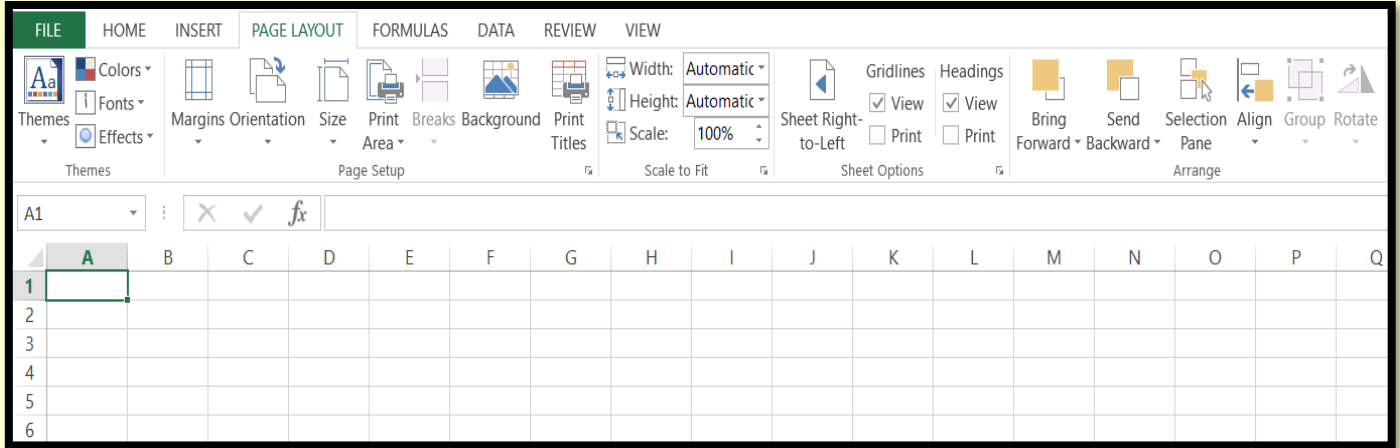 FILE HOME INSERT PAGE LAYOUT FORMULAS DATA REVIEW VIEW
Aa Themes
Colors
Fonts
Effects
Themes
Margins Orientation Size Print Area Breaks Background Print Titles
Page Setup
Width: Automatic
Height: Automatic
Scale: 100%
Scale to Fit
Sheet Right-to-Left
Gridlines Headings
View View
Print Print
Sheet Options
Bring Forward Send Backward Selection Pane Align Group Rotate
Arrange
A1 fx
A B C D E F G H I J K L M N O P Q
1
2
3
4
5
6